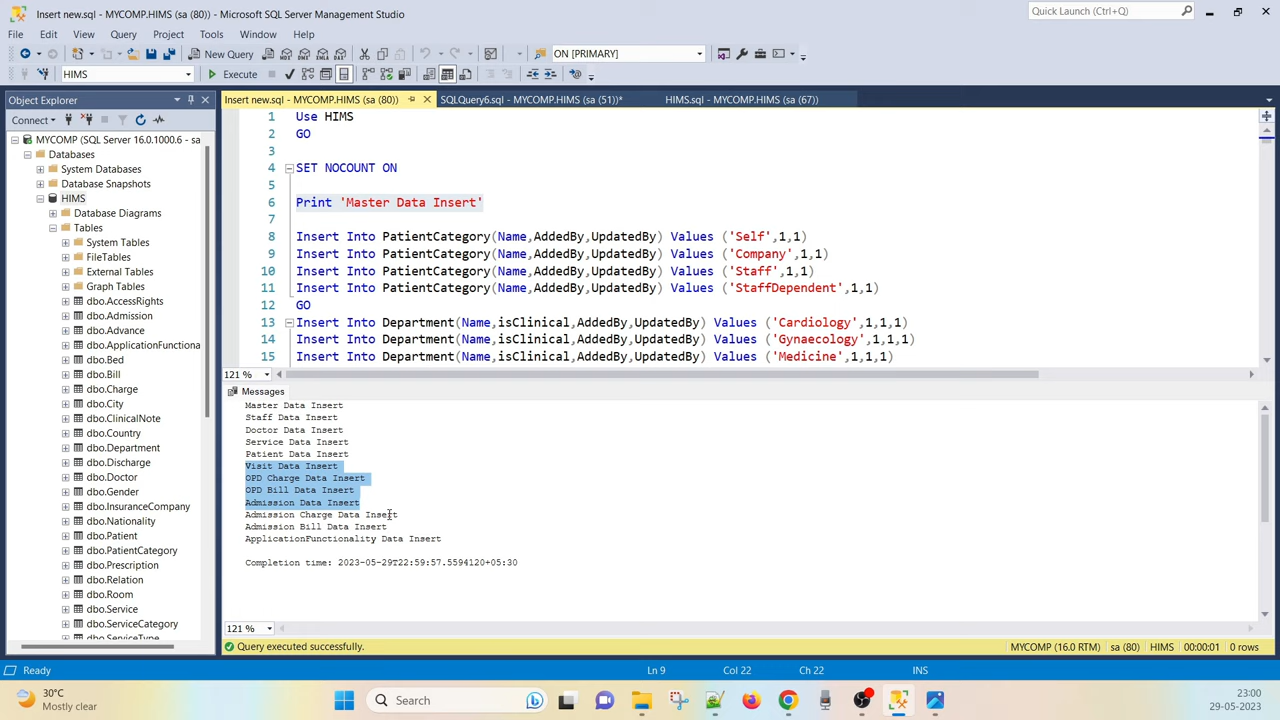 Insert new.sql - MYCOMP.HIMS (sa (80)) - Microsoft SQL Server Management Studio
Quick Launch (Ctrl+Q)
File Edit View Query Project Tools Window Help
New Query
ON [PRIMARY]
HIMS
Execute
Object Explorer
Insert new.sql - MYCOMP.HIMS (sa (80))
SQLQuery6.sql - MYCOMP.HIMS (sa (51))*
HIMS.sql - MYCOMP.HIMS (sa (67))
Connect
MYCOMP (SQL Server 16.0.1000.6 - sa
Databases
System Databases
Database Snapshots
HIMS
Database Diagrams
Tables
System Tables
FileTables
External Tables
Graph Tables
dbo.AccessRights
dbo.Admission
dbo.Advance
dbo.ApplicationFunctiona
dbo.Bed
dbo.Bill
dbo.Charge
dbo.City
dbo.ClinicalNote
dbo.Country
dbo.Department
dbo.Discharge
dbo.Doctor
dbo.Gender
dbo.InsuranceCompany
dbo.Nationality
dbo.PatientCategory
dbo.Prescription
dbo.Relation
dbo.Room
dbo.Service
dbo.ServiceCategory
dbo.ServiceType
1 Use HIMS
2 GO
3
4 SET NOCOUNT ON
5
6 Print 'Master Data Insert'
7
8 Insert Into PatientCategory(Name,AddedBy,UpdatedBy) Values ('Self',1,1)
9 Insert Into PatientCategory(Name,AddedBy,UpdatedBy) Values ('Company',1,1)
10 Insert Into PatientCategory(Name,AddedBy,UpdatedBy) Values ('Staff',1,1)
11 Insert Into PatientCategory(Name,AddedBy,UpdatedBy) Values ('StaffDependent',1,1)
12 GO
13 Insert Into Department(Name,isClinical,AddedBy,UpdatedBy) Values ('Cardiology',1,1,1)
14 Insert Into Department(Name,isClinical,AddedBy,UpdatedBy) Values ('Gynaecology',1,1,1)
15 Insert Into Department(Name,isClinical,AddedBy,UpdatedBy) Values ('Medicine',1,1,1)
121 %
Messages
Master Data Insert
Staff Data Insert
Doctor Data Insert
Service Data Insert
Patient Data Insert
Visit Data Insert
OPD Charge Data Insert
OPD Bill Data Insert
Admission Data Insert
Admission Charge Data Insert
Admission Bill Data Insert
ApplicationFunctionality Data Insert
Completion time: 2023-05-29T22:59:57.5594120+05:30
121 %
Query executed successfully.
MYCOMP (16.0 RTM) sa (80) HIMS 00:00:01 0 rows
Ready
Ln 9 Col 22 Ch 22 INS
30°C
Mostly clear
Search
23:00
29-05-2023